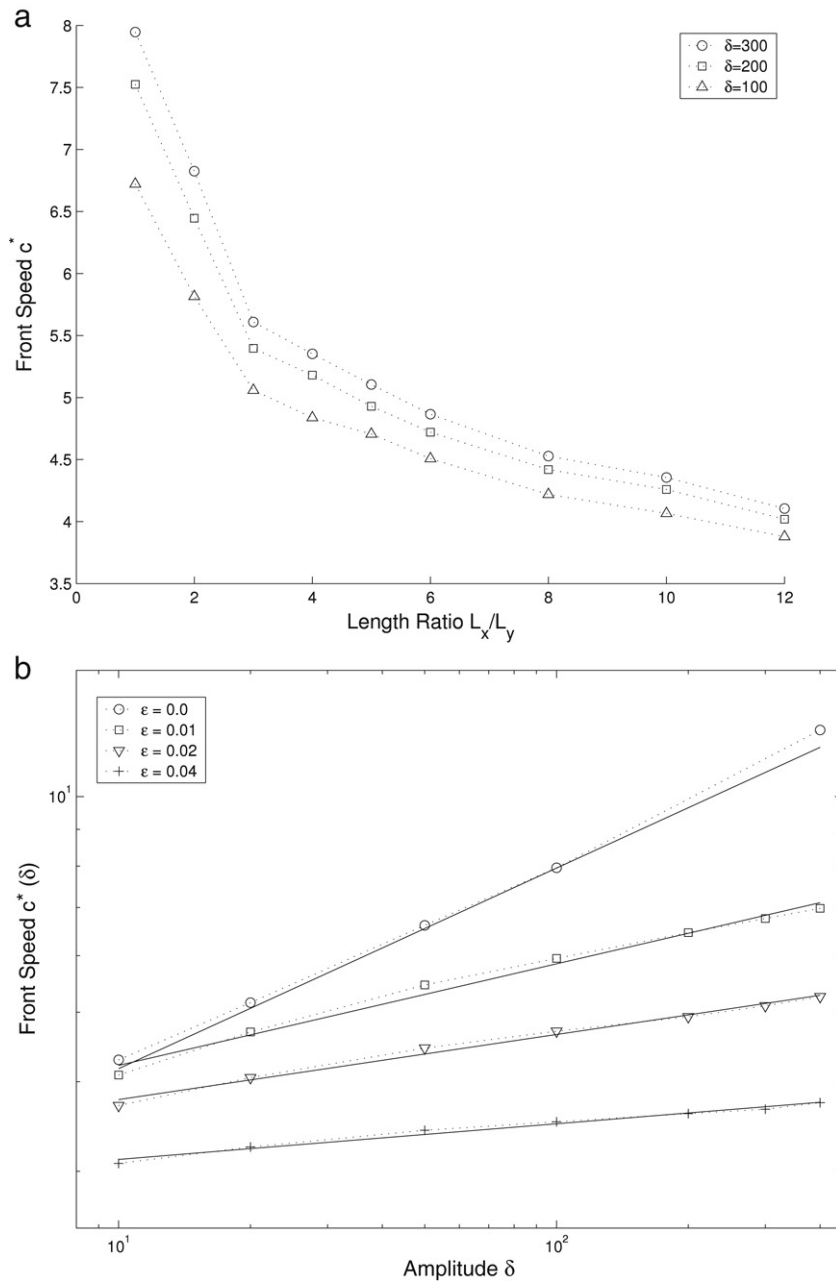 a
8
7.5
7
6.5
6
5.5
5
4.5
4
3.5
Front Speed c*
δ=300
δ=200
δ=100
0 2 4 6 8 10 12
Length Ratio L_x/L_y
b
ε = 0.0
ε = 0.01
ε = 0.02
ε = 0.04
10¹
Front Speed c* (δ)
10¹ 10²
Amplitude δ